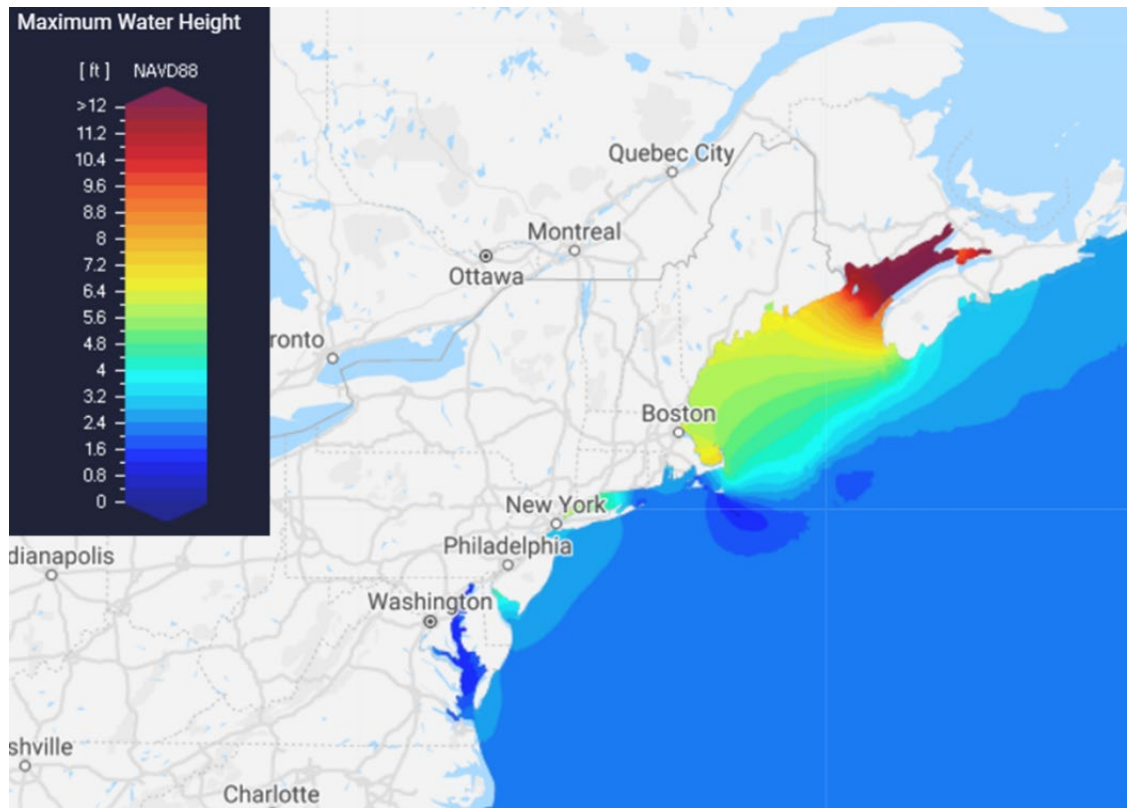 Maximum Water Height
[ ft ] NAVD88
>12
11.2
10.4
9.6
8.8
8
7.2
6.4
5.6
4.8
4
3.2
2.4
1.6
0.8
0
Quebec City
Montreal
Ottawa
ronto
Boston
New York
dianapolis
Philadelphia
Washington
shville
Charlotte